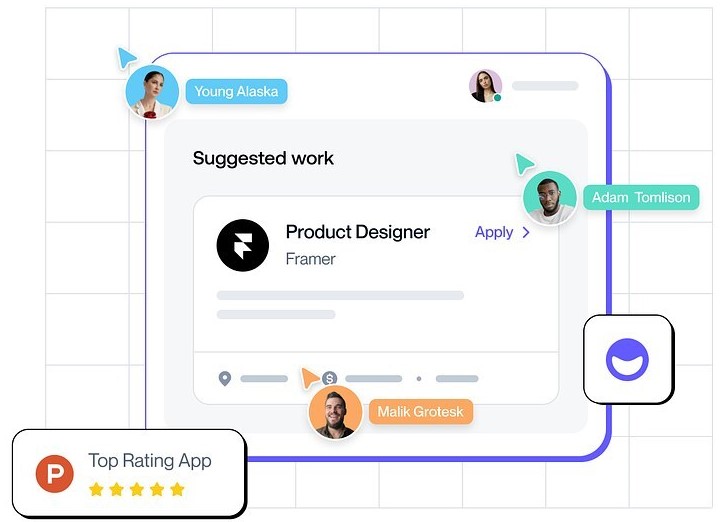 Young Alaska
Suggested work
Adam Tomlison
Product Designer
Apply
Framer
$
Malik Grotesk
P
Top Rating App